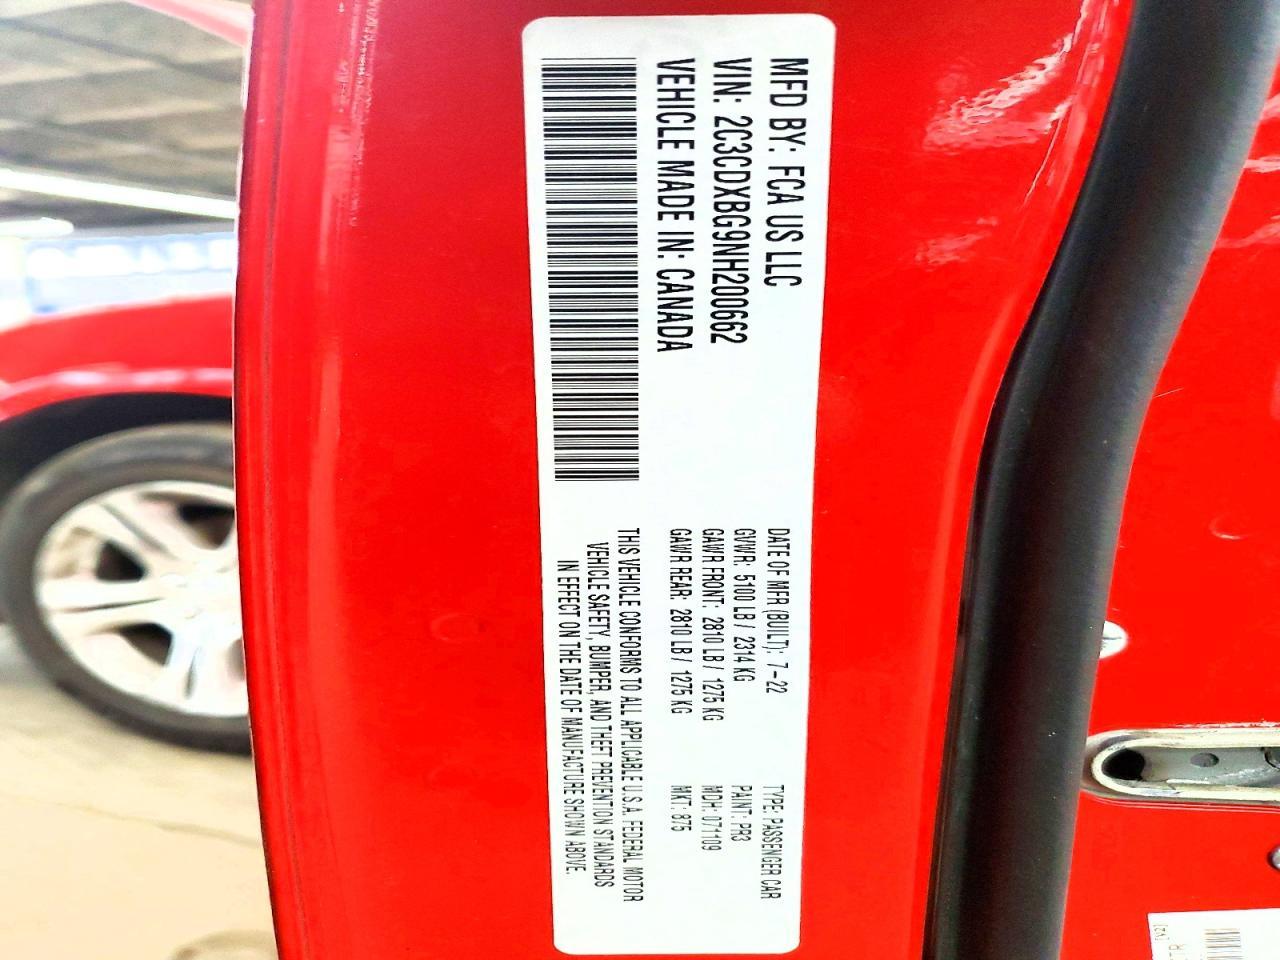 MFD BY: FCA US LLC
VIN: 2C3CDXBG9NH200662
VEHICLE MADE IN: CANADA
DATE OF MFR (BUILT): 7-22
GVWR: 5100 LB / 2314 KG
GAWR FRONT: 2810 LB / 1275 KG
GAWR REAR: 2810 LB / 1275 KG
TYPE: PASSENGER CAR
PAINT: PR3
MDH: 071109
MKT: 875
THIS VEHICLE CONFORMS TO ALL APPLICABLE U.S.A. FEDERAL MOTOR
VEHICLE SAFETY, BUMPER, AND THEFT PREVENTION STANDARDS
IN EFFECT ON THE DATE OF MANUFACTURE SHOWN ABOVE.